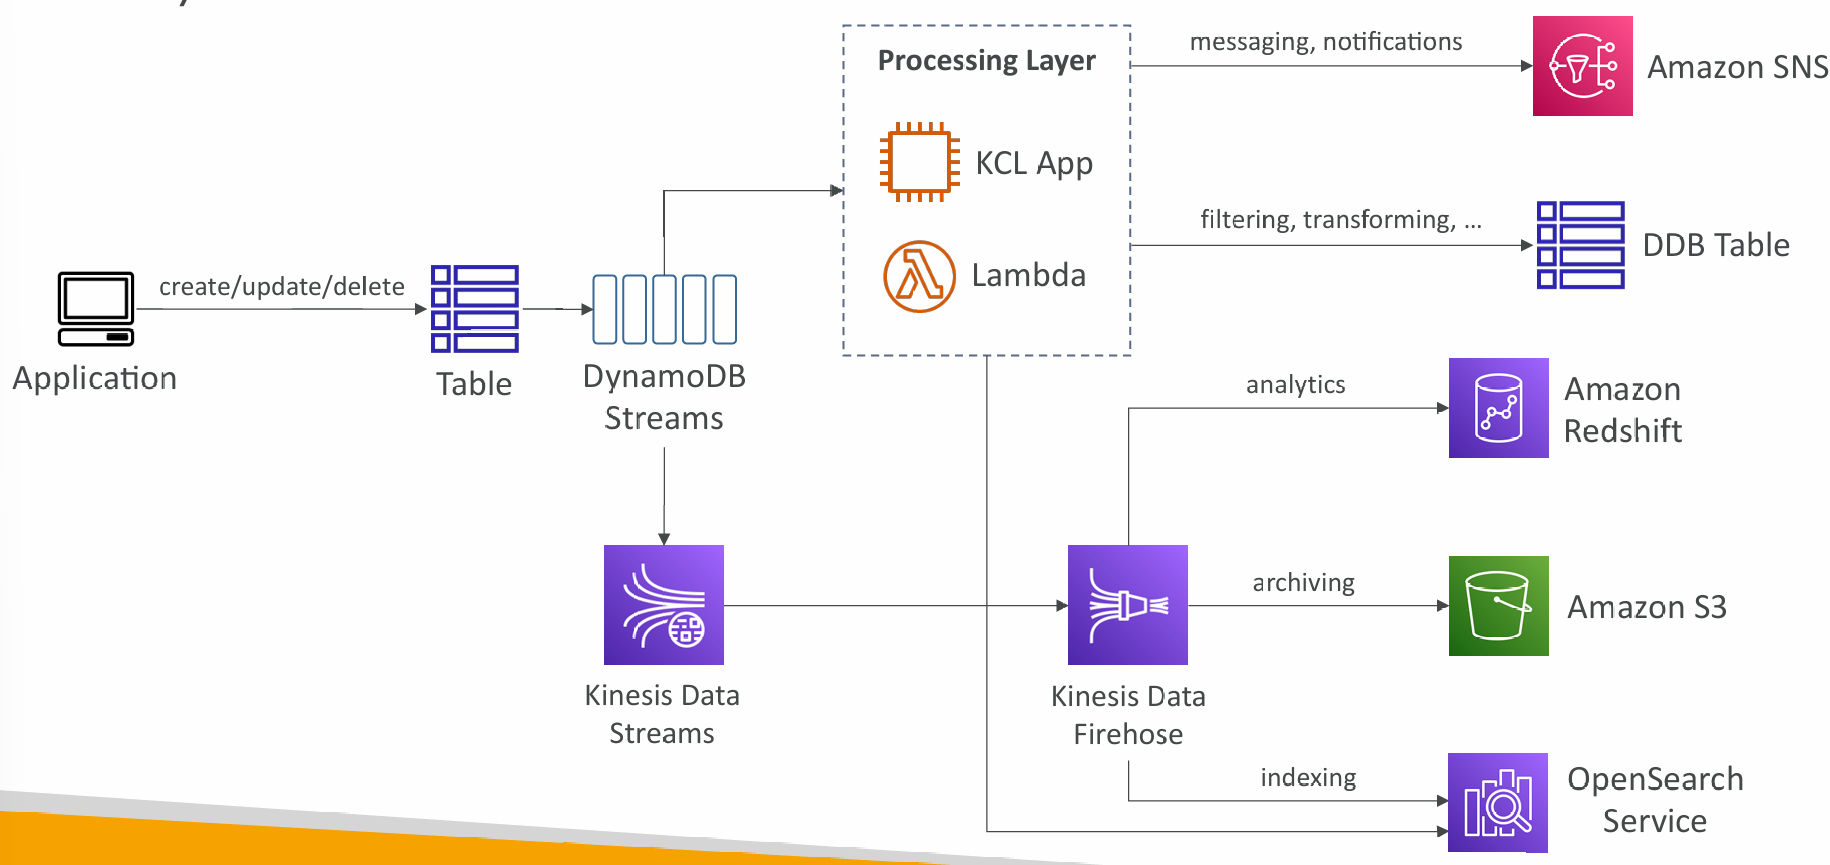 Processing Layer
KCL App
Lambda
messaging, notifications
Amazon SNS
filtering, transforming, ...
DDB Table
create/update/delete
Application
Table
DynamoDB
Streams
analytics
Amazon
Redshift
archiving
Amazon S3
Kinesis Data
Streams
Kinesis Data
Firehose
indexing
OpenSearch
Service